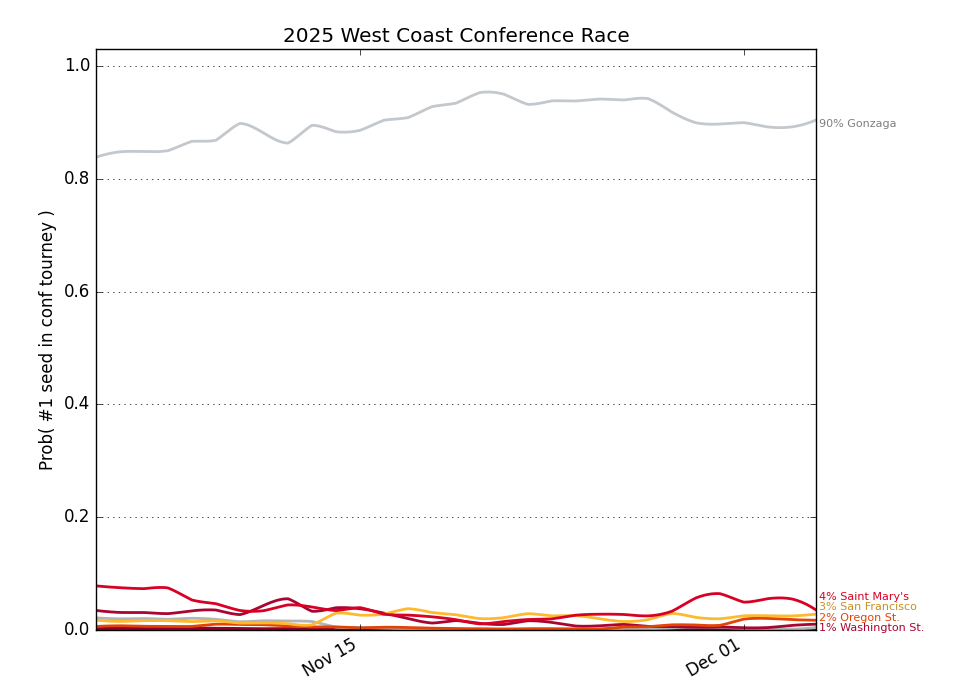 2025 West Coast Conference Race
Prob( #1 seed in conf tourney )
1.0
0.8
0.6
0.4
0.2
0.0
Nov 15
Dec 01
90% Gonzaga
4% Saint Mary's
3% San Francisco
2% Oregon St.
1% Washington St.